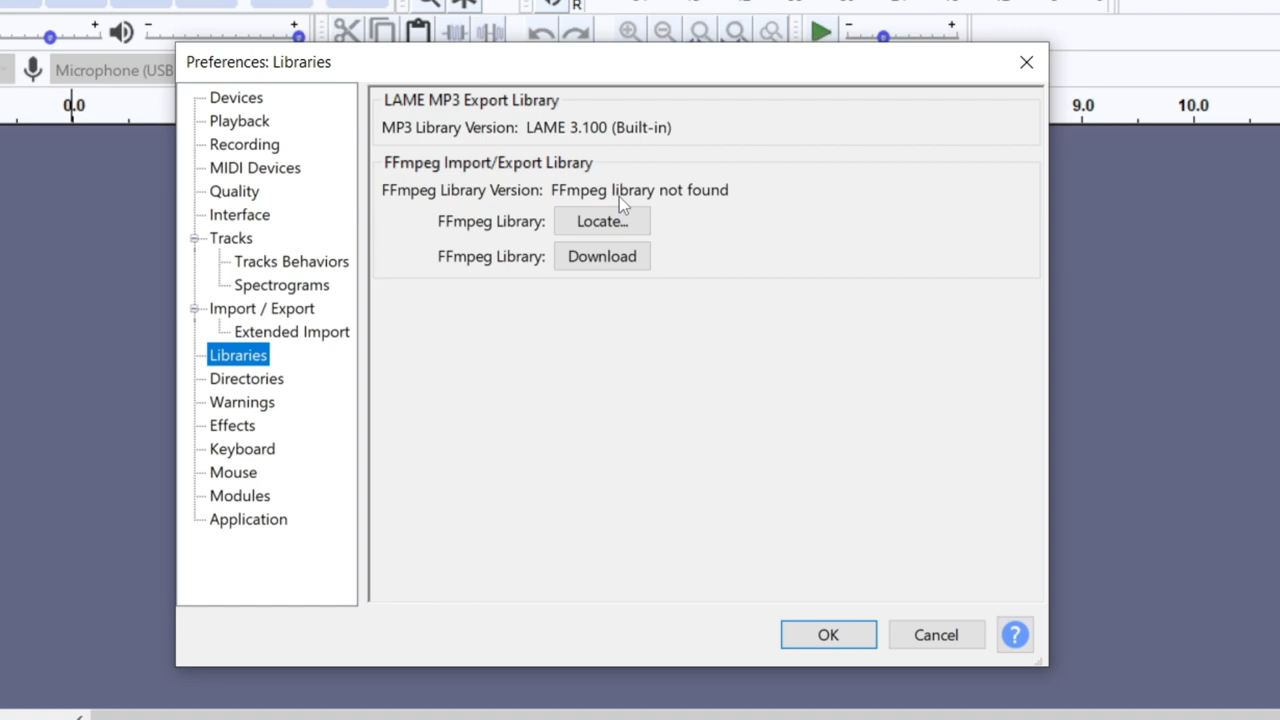 R
Microphone (USB
Preferences: Libraries
0.0
9.0
10.0
Devices
Playback
Recording
MIDI Devices
Quality
Interface
Tracks
Tracks Behaviors
Spectrograms
Import / Export
Extended Import
Libraries
Directories
Warnings
Effects
Keyboard
Mouse
Modules
Application
LAME MP3 Export Library
MP3 Library Version: LAME 3.100 (Built-in)
FFmpeg Import/Export Library
FFmpeg Library Version: FFmpeg library not found
FFmpeg Library: Locate...
FFmpeg Library: Download
OK
Cancel
?